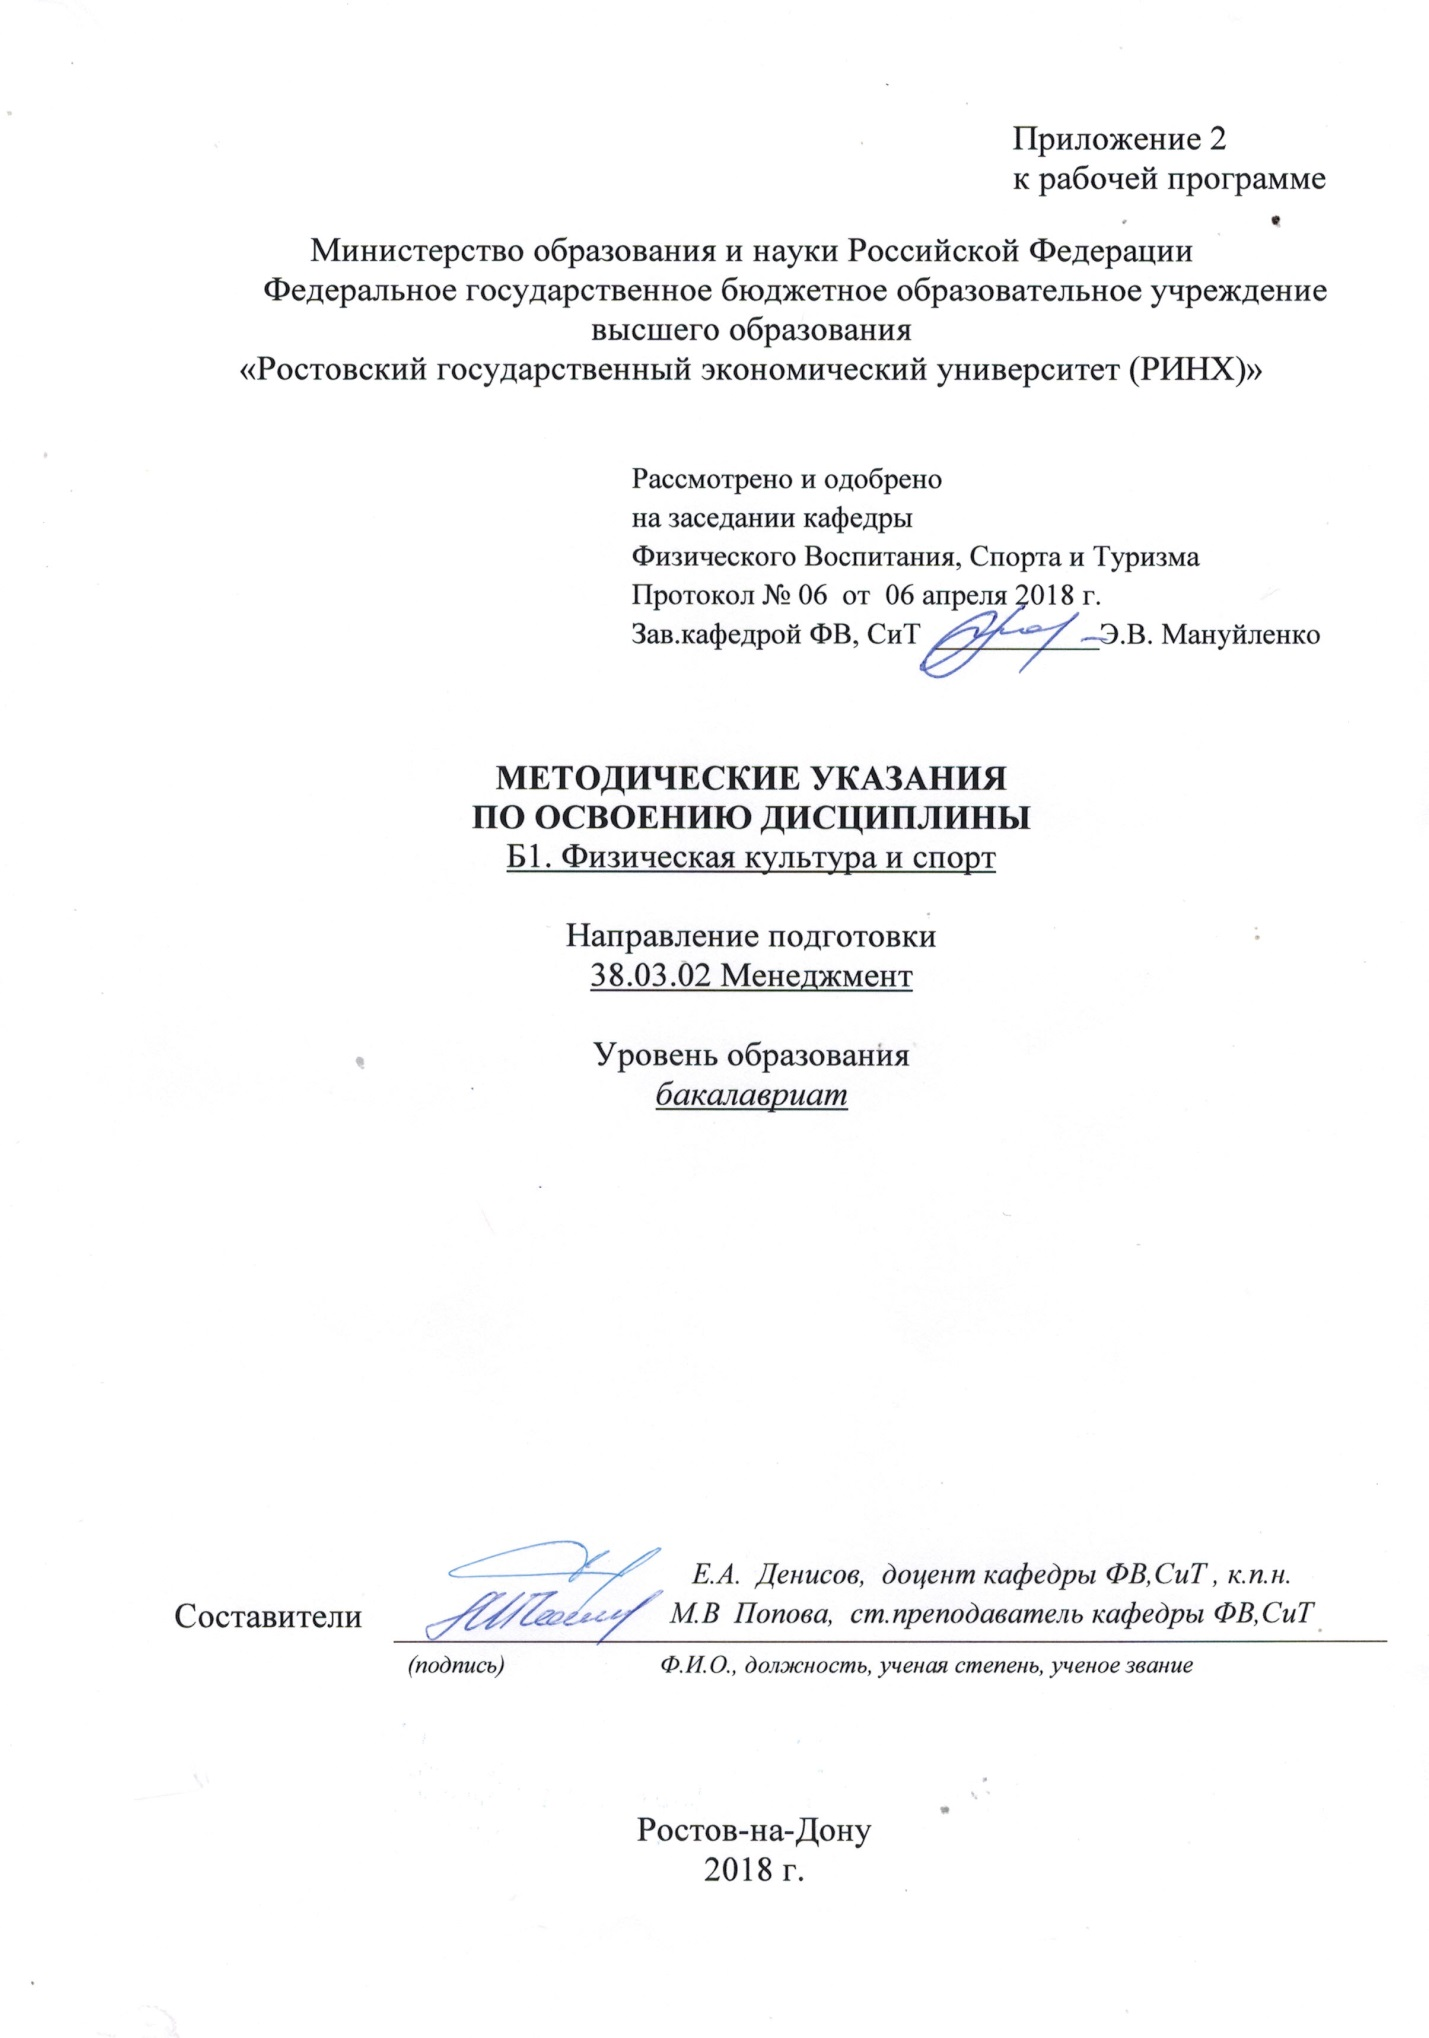 Приложение 2
к рабочей программе
Министерство образования и науки Российской Федерации
Федеральное государственное бюджетное образовательное учреждение
высшего образования
«Ростовский государственный экономический университет (РИНХ)»
Рассмотрено и одобрено
на заседании кафедры
Физического Воспитания, Спорта и Туризма
Протокол № 06 от 06 апреля 2018 г.
Зав.кафедрой ФВ, СиТ ____________Э.В. Мануйленко
МЕТОДИЧЕСКИЕ УКАЗАНИЯ
ПО ОСВОЕНИЮ ДИСЦИПЛИНЫ
Б1. Физическая культура и спорт
Направление подготовки
38.03.02 Менеджмент
Уровень образования
бакалавриат
Е.А. Денисов, доцент кафедры ФВ,СиТ , к.п.н.
Составители М.В Попова, ст.преподаватель кафедры ФВ,СиТ
(подпись) Ф.И.О., должность, ученая степень, ученое звание
Ростов-на-Дону
2018 г.